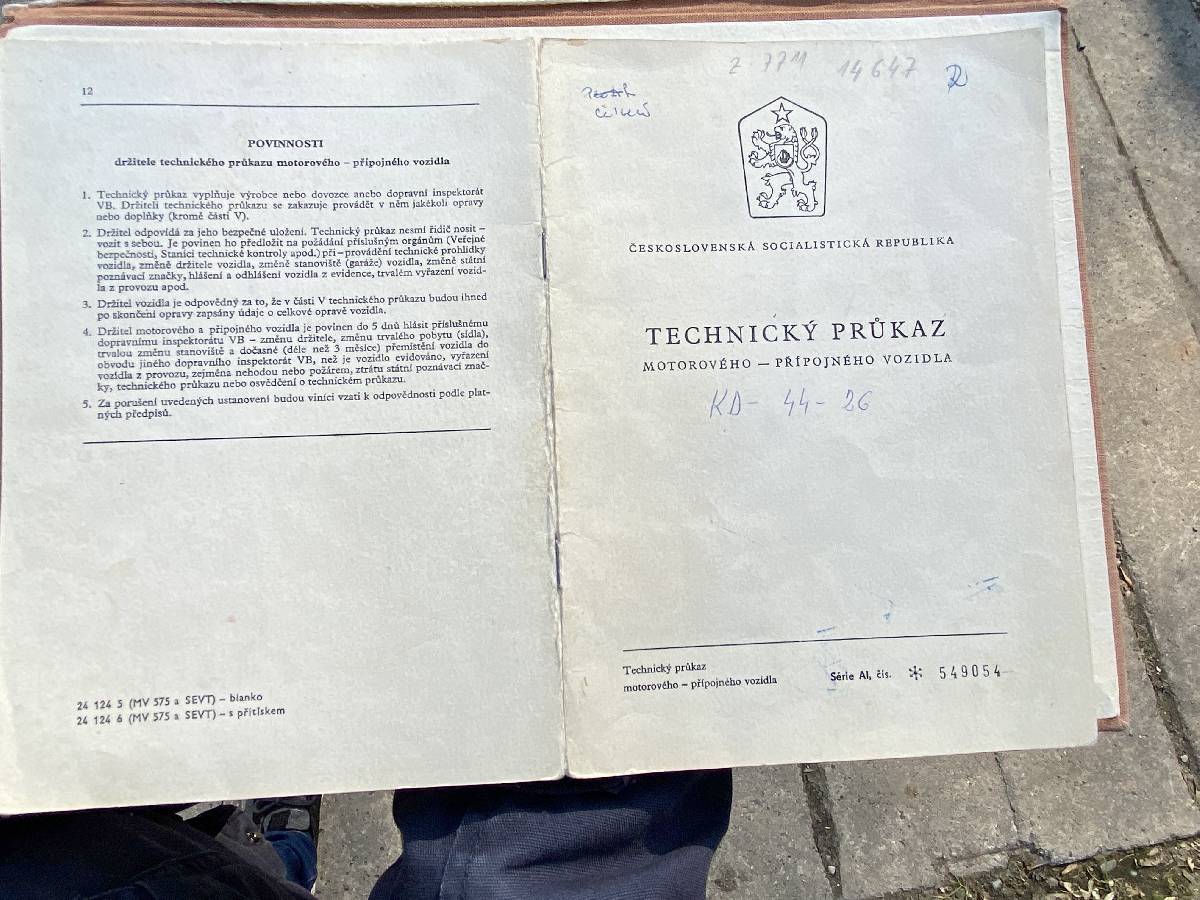 12
POVINNOSTI
držitele technického průkazu motorového – přípojného vozidla
1. Technický průkaz vyplňuje výrobce nebo dovozce anebo dopravní inspektorát
VB. Držiteli technického průkazu se zakazuje provádět v něm jakékoli opravy
nebo doplňky (kromě části V).
2. Držitel odpovídá za jeho bezpečné uložení. Technický průkaz nesmí řidič nosit –
vozit s sebou. Je povinen ho předložit na požádání příslušným orgánům (Veřejné
bezpečnosti, Stanici technické kontroly apod.) při – provádění technické prohlídky
vozidla, změně držitele vozidla, změně stanoviště (garáže) vozidla, změně státní
poznávací značky, hlášení a odhlášení vozidla z evidence, trvalém vyřazení vozid-
la z provozu apod.
3. Držitel vozidla je odpovědný za to, že v části V technického průkazu budou ihned
po skončení opravy zapsány údaje o celkové opravě vozidla.
4. Držitel motorového a přípojného vozidla je povinen do 5 dnů hlásit příslušnému
dopravnímu inspektorátu VB – změnu držitele, změnu trvalého pobytu (sídla),
trvalou změnu stanoviště a dočasné (déle než 3 měsíce) přemístění vozidla do
obvodu jiného dopravního inspektorát VB, než je vozidlo evidováno, vyřazení
vozidla z provozu, zejména nehodou nebo požárem, ztrátu státní poznávací znač-
ky, technického průkazu nebo osvědčení o technickém průkazu.
5. Za porušení uvedených ustanovení budou viníci vzati k odpovědnosti podle plat-
ných předpisů.
24 124 5 (MV 575 a SEVT) – blanko
24 124 6 (MV 575 a SEVT) – s přítiskem
Z 7711 14647
ČESKOSLOVENSKÁ SOCIALISTICKÁ REPUBLIKA
TECHNICKÝ PRŮKAZ
MOTOROVÉHO — PŘÍPOJNÉHO VOZIDLA
KD- 44-26
Technický průkaz
motorového – přípojného vozidla
Série AI, čís. * 549054